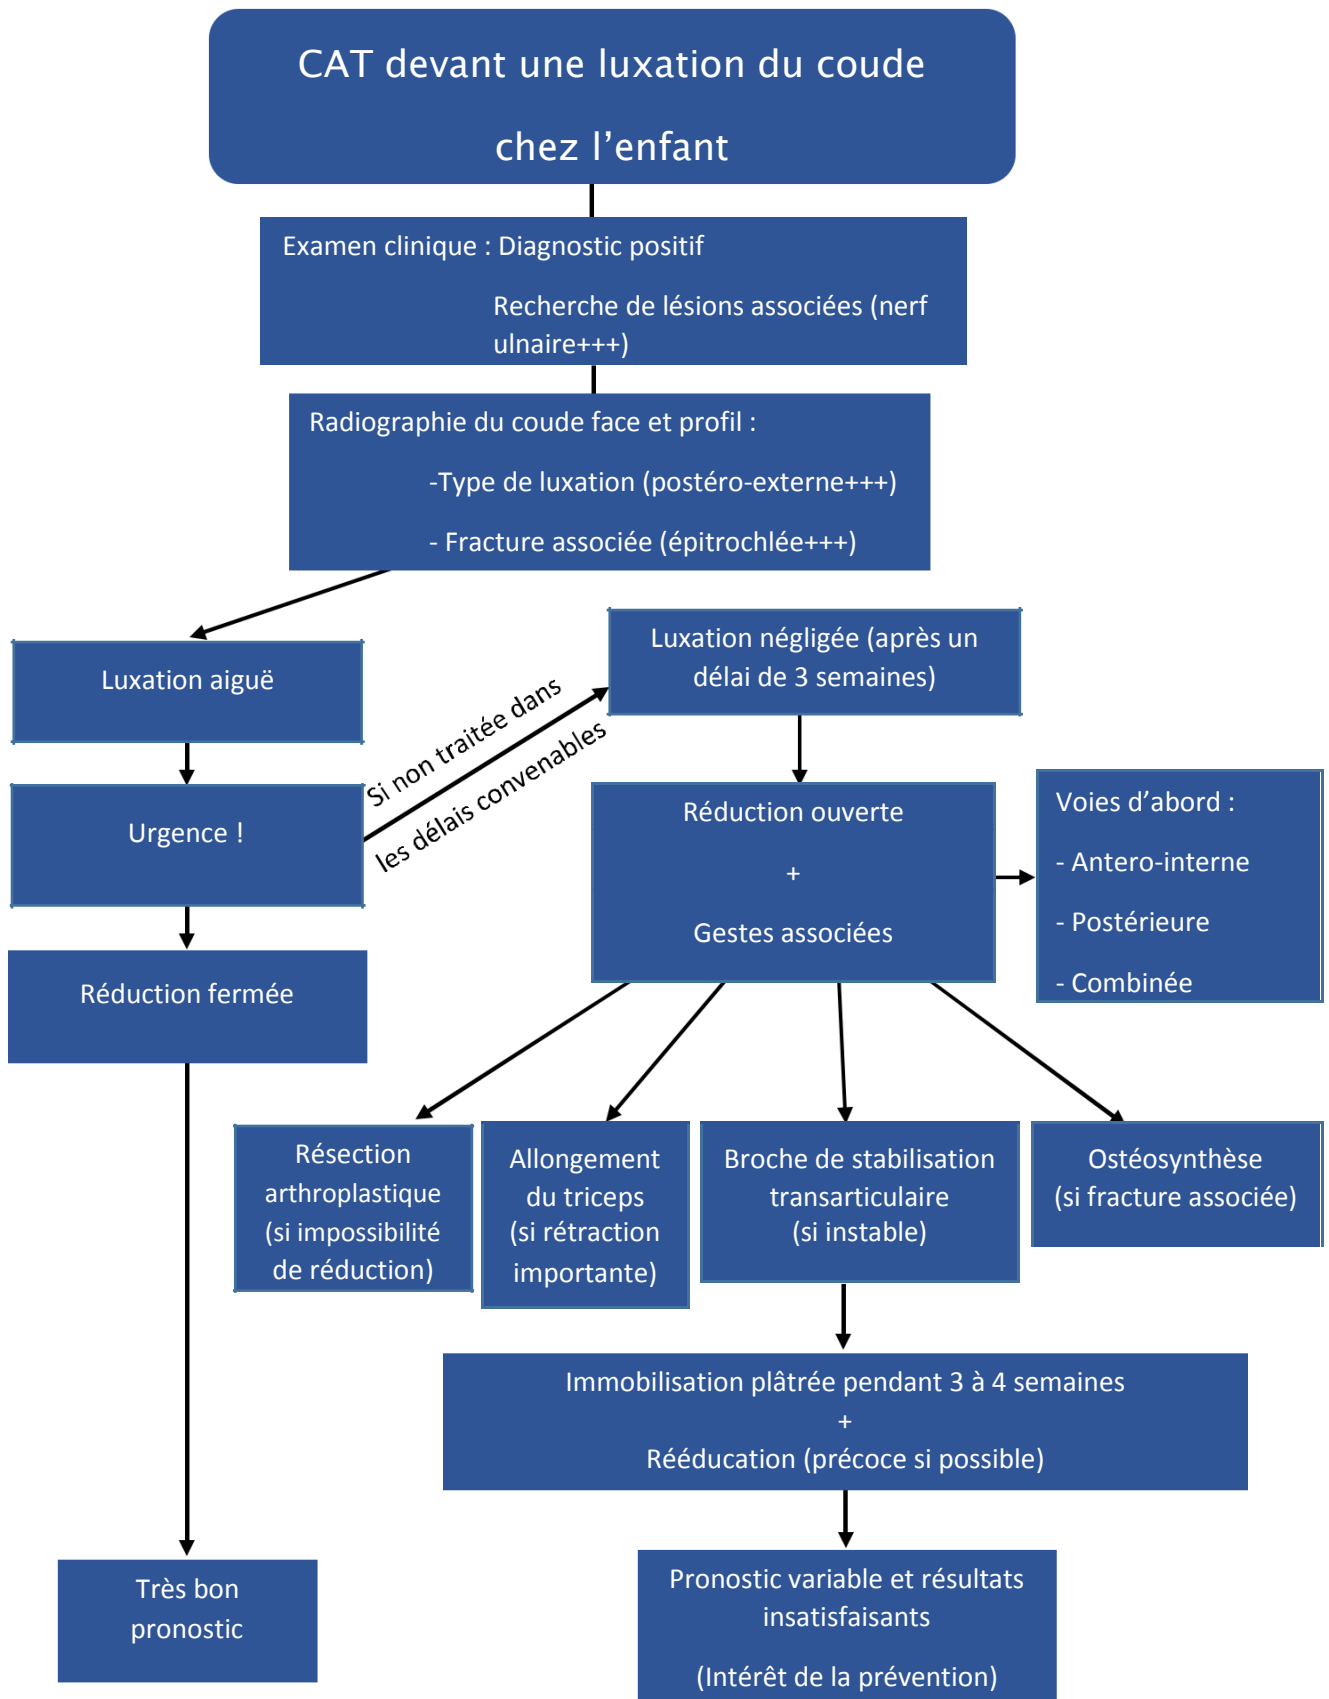 CAT devant une luxation du coude
chez l’enfant
Examen clinique : Diagnostic positif
Recherche de lésions associées (nerf
ulnaire+++)
Radiographie du coude face et profil :
-Type de luxation (postéro-externe+++)
- Fracture associée (épitrochlée+++)
Luxation aiguë
Luxation négligée (après un
délai de 3 semaines)
Si non traitée dans
les délais convenables
Urgence !
Réduction ouverte
+
Gestes associées
Voies d’abord :
- Antero-interne
- Postérieure
- Combinée
Réduction fermée
Résection
arthroplastique
(si impossibilité
de réduction)
Allongement
du triceps
(si rétraction
importante)
Broche de stabilisation
transarticulaire
(si instable)
Ostéosynthèse
(si fracture associée)
Immobilisation plâtrée pendant 3 à 4 semaines
+
Rééducation (précoce si possible)
Très bon
pronostic
Pronostic variable et résultats
insatisfaisants
(Intérêt de la prévention)